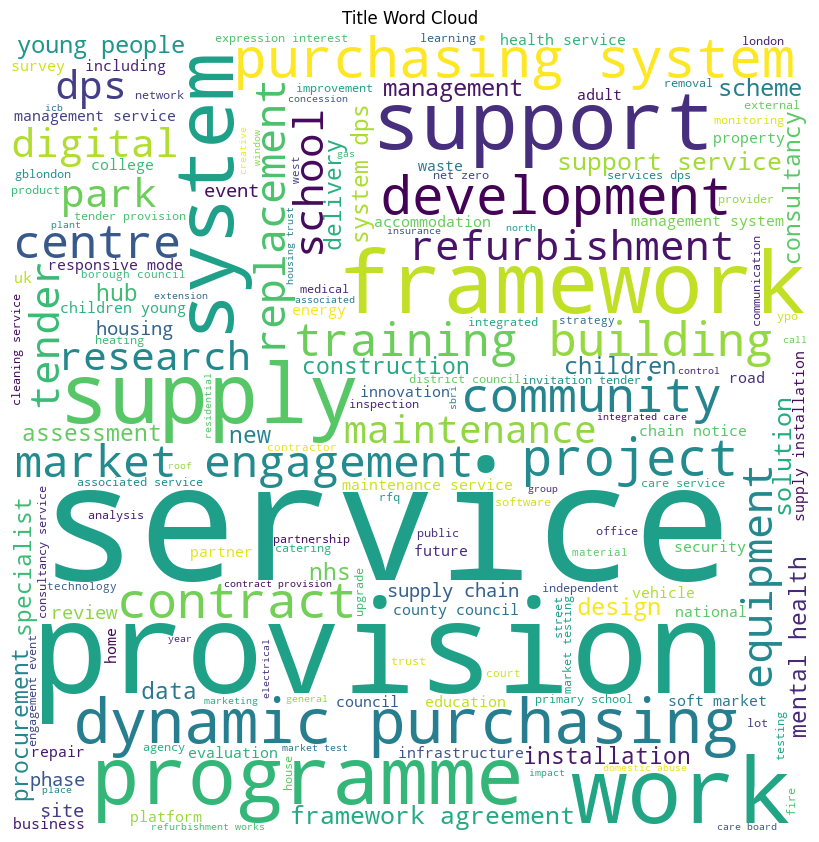 Title Word Cloud
expression interest
learning
health service
london
young people
purchasing system
survey
including
dps
network
improvement
concession
management
adult
removal
scheme
icb
external
management service
support
monitoring
digital
system
creative
window
replacement
school
west
gas
system dps
property
consultancy
gblondon
college
waste
support service
delivery
net zero
services dps
product
park
event
development
provider
tender provision
accommodation
management system
plant
insurance
north
centre
housing trust
refurbishment
responsive mode
borough council
communication
uk
extension
medical
associated
framework
hub
children young
energy
ypo
tender
cleaning service
housing
integrated
strategy
training building
call
heating
research
construction
children
district council
invitation tender
control
road
supply
residential
innovation
sbri
community
inspection
integrated care
supply installation
assessment
new
maintenance
chain notice
solution
contractor
market engagement
project
roof
associated service
maintenance service
care service
rfq
group
service
software
equipment
consultancy service
analysis
specialist
partnership
public
office
catering
future
partner
material
security
technology
nhs
contract provision
upgrade
supply chain
independent
vehicle
contract
review
county council
design
national
street
market testing
provision
mental health
home
year
trust
court
electrical
engagement event
procurement
data
marketing
general
council
education
primary school
soft market
dynamic purchasing
lot
testing
repair
agency
evaluation
market test
infrastructure
installation
phase
house
domestic abuse
place
programme
impact
work
fire
site
business
platform
framework agreement
refurbishment works
care board